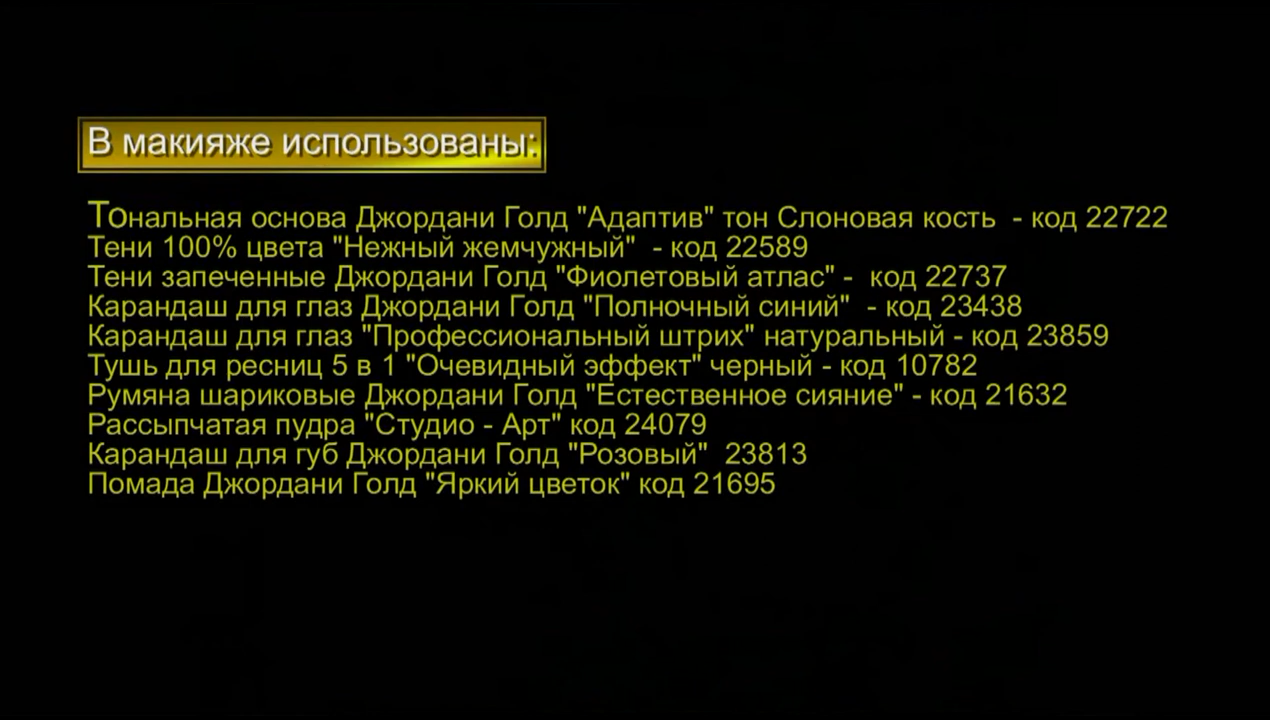 В макияже использованы:
Тональная основа Джордани Голд "Адаптив" тон Слоновая кость - код 22722
Тени 100% цвета "Нежный жемчужный" - код 22589
Тени запеченные Джордани Голд "Фиолетовый атлас" - код 22737
Карандаш для глаз Джордани Голд "Полночный синий" - код 23438
Карандаш для глаз "Профессиональный штрих" натуральный - код 23859
Тушь для ресниц 5 в 1 "Очевидный эффект" черный - код 10782
Румяна шариковые Джордани Голд "Естественное сияние" - код 21632
Рассыпчатая пудра "Студио - Арт" код 24079
Карандаш для губ Джордани Голд "Розовый" 23813
Помада Джордани Голд "Яркий цветок" код 21695